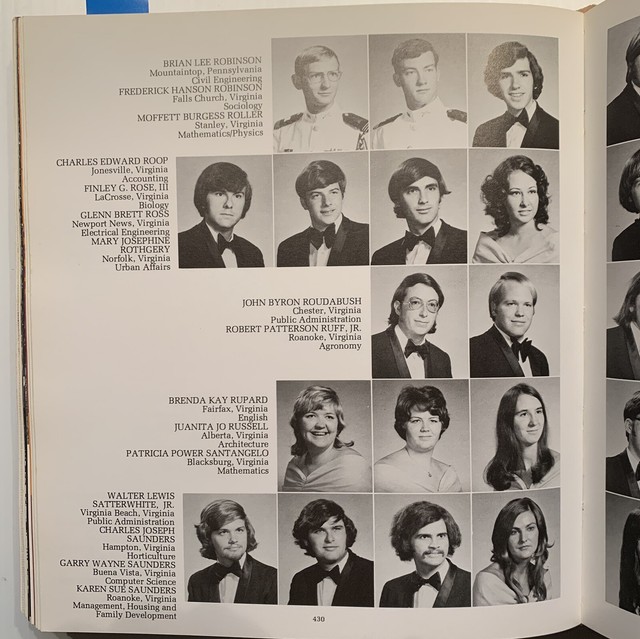 BRIAN LEE ROBINSON
Mountaintop, Pennsylvania
Civil Engineering
FREDERICK HANSON ROBINSON
Falls Church, Virginia
Sociology
MOFFETT BURGESS ROLLER
Stanley, Virginia
Mathematics/Physics
CHARLES EDWARD ROOP
Jonesville, Virginia
Accounting
FINLEY G. ROSE, III
LaCrosse, Virginia
Biology
GLENN BRETT ROSS
Newport News, Virginia
Electrical Engineering
MARY JOSEPHINE
ROTHGERY
Norfolk, Virginia
Urban Affairs
JOHN BYRON ROUDABUSH
Chester, Virginia
Public Administration
ROBERT PATTERSON RUFF, JR.
Roanoke, Virginia
Agronomy
BRENDA KAY RUPARD
Fairfax, Virginia
English
JUANITA JO RUSSELL
Alberta, Virginia
Architecture
PATRICIA POWER SANTANGELO
Blacksburg, Virginia
Mathematics
WALTER LEWIS
SATTERWHITE, JR.
Virginia Beach, Virginia
Public Administration
CHARLES JOSEPH
SAUNDERS
Hampton, Virginia
Horticulture
GARRY WAYNE SAUNDERS
Buena Vista, Virginia
Computer Science
KAREN SUE SAUNDERS
Roanoke, Virginia
Management, Housing and
Family Development
430